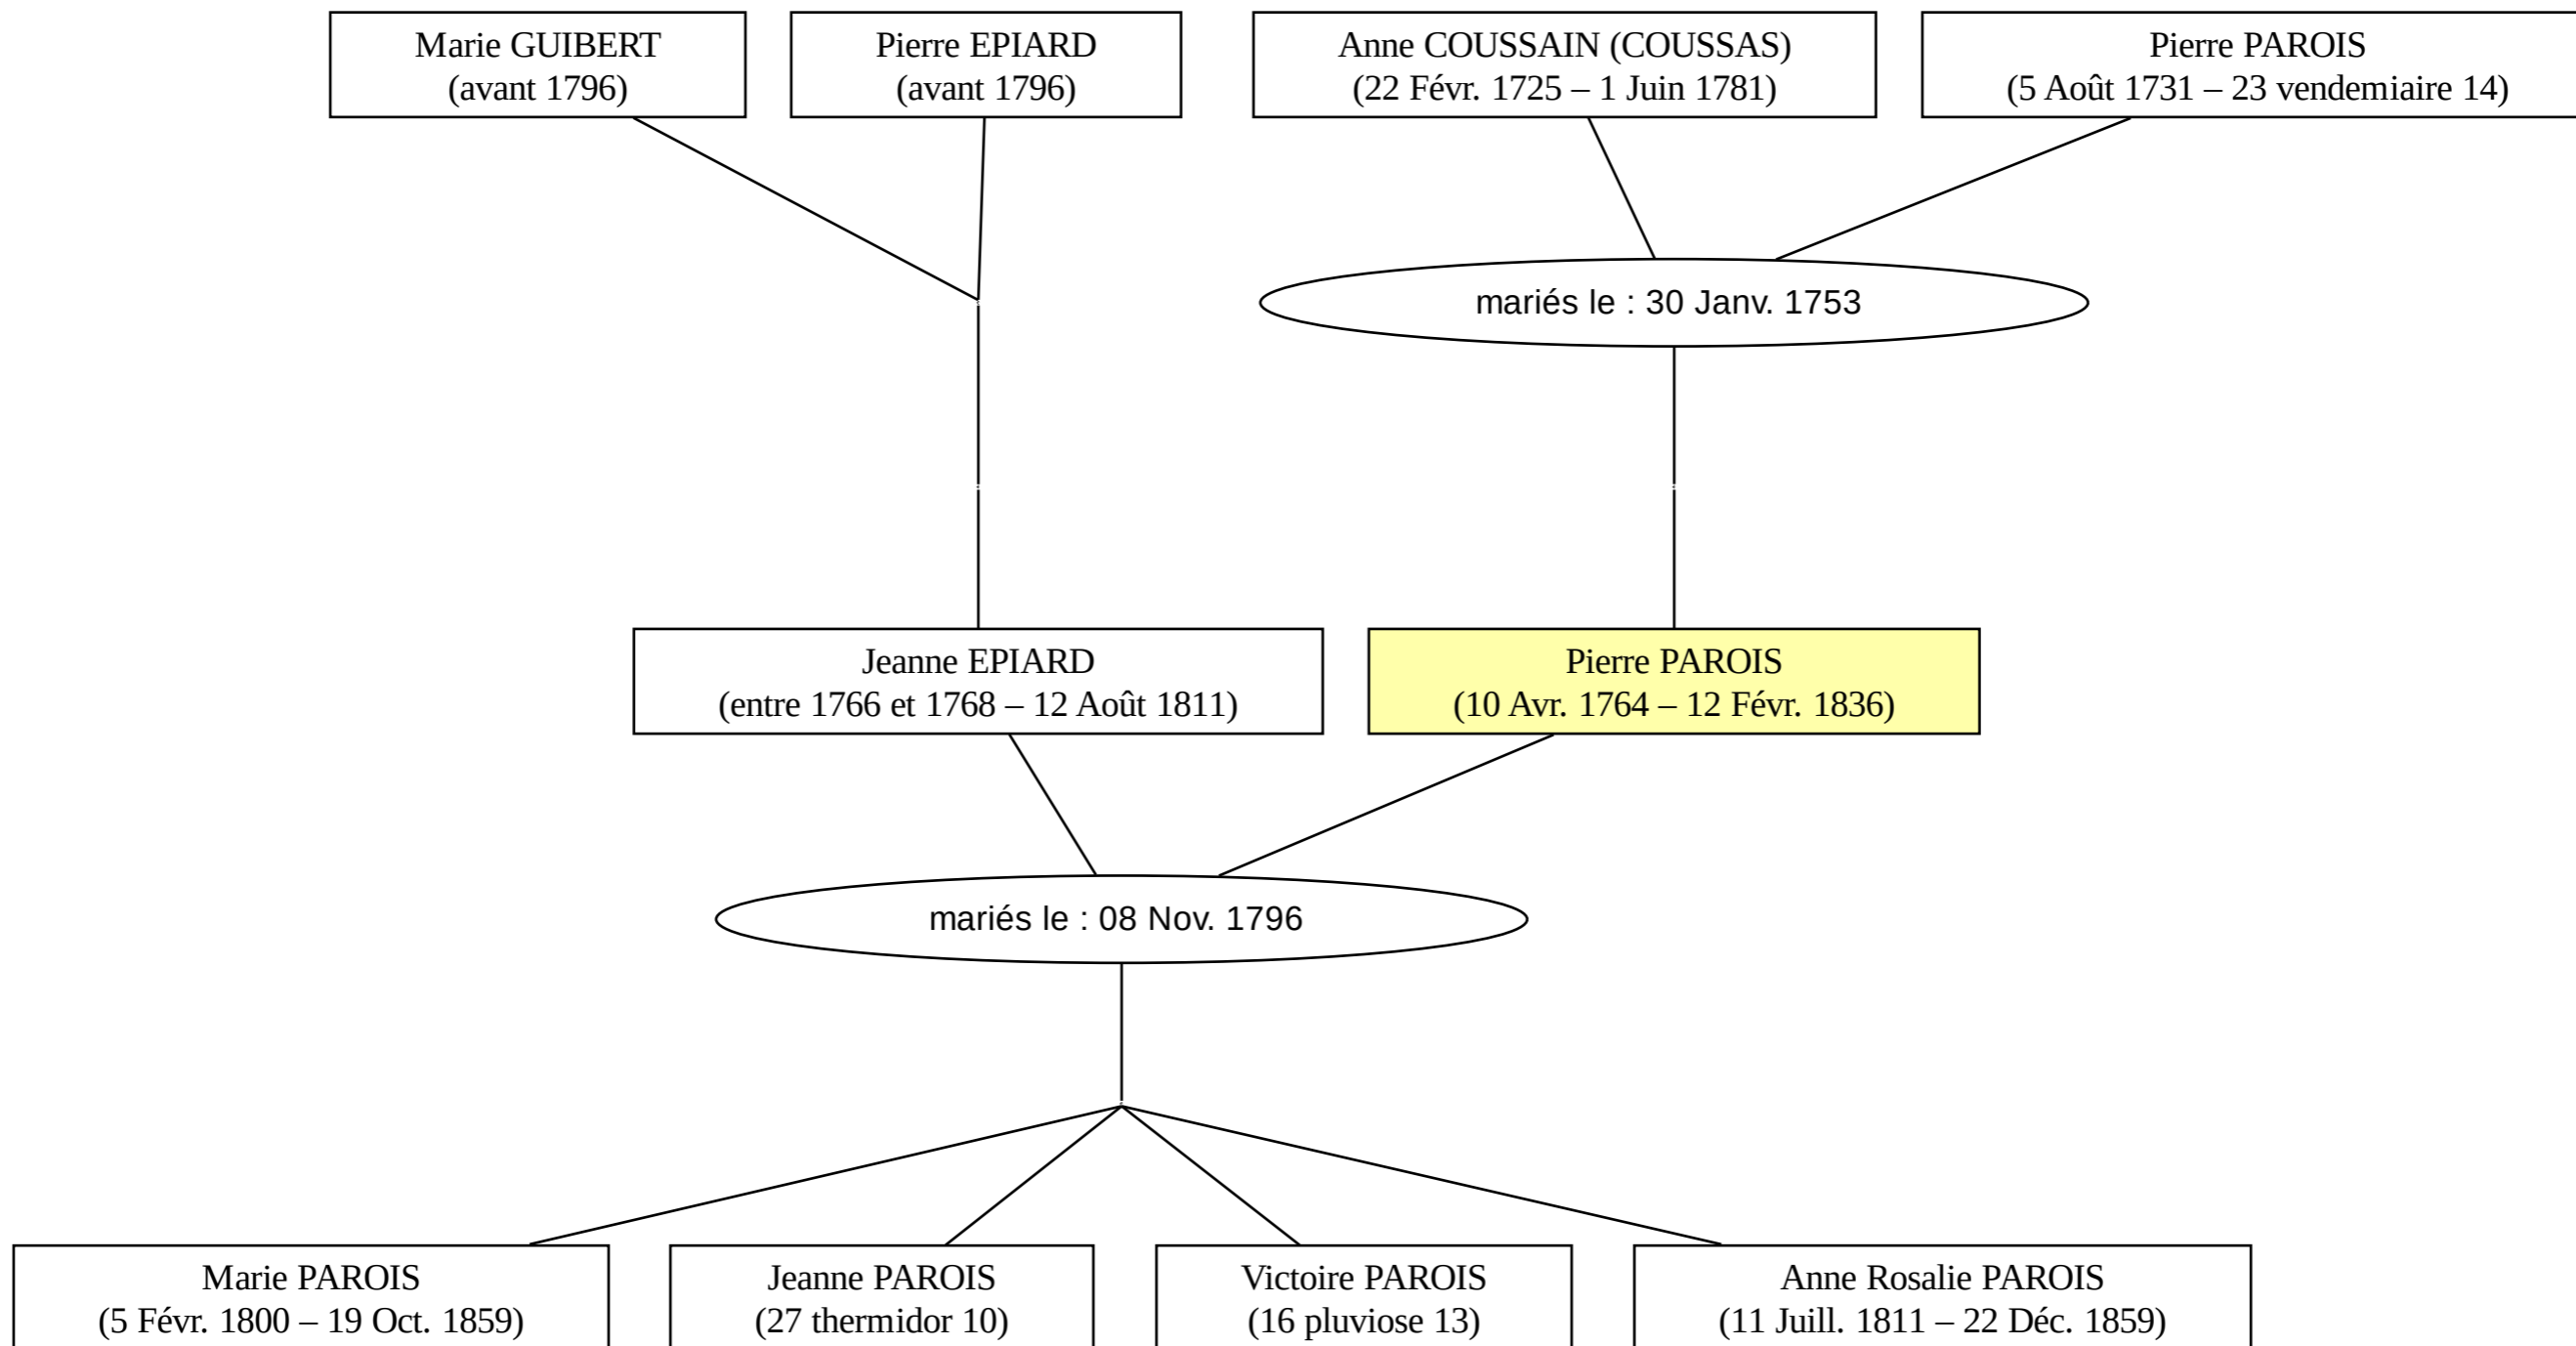 Marie GUIBERT
(avant 1796)
Pierre EPIARD
(avant 1796)
Anne COUSSAIN (COUSSAS)
(22 Févr. 1725 – 1 Juin 1781)
Pierre PAROIS
(5 Août 1731 – 23 vendemiaire 14)
mariés le : 30 Janv. 1753
Jeanne EPIARD
(entre 1766 et 1768 – 12 Août 1811)
Pierre PAROIS
(10 Avr. 1764 – 12 Févr. 1836)
mariés le : 08 Nov. 1796
Marie PAROIS
(5 Févr. 1800 – 19 Oct. 1859)
Jeanne PAROIS
(27 thermidor 10)
Victoire PAROIS
(16 pluviose 13)
Anne Rosalie PAROIS
(11 Juill. 1811 – 22 Déc. 1859)